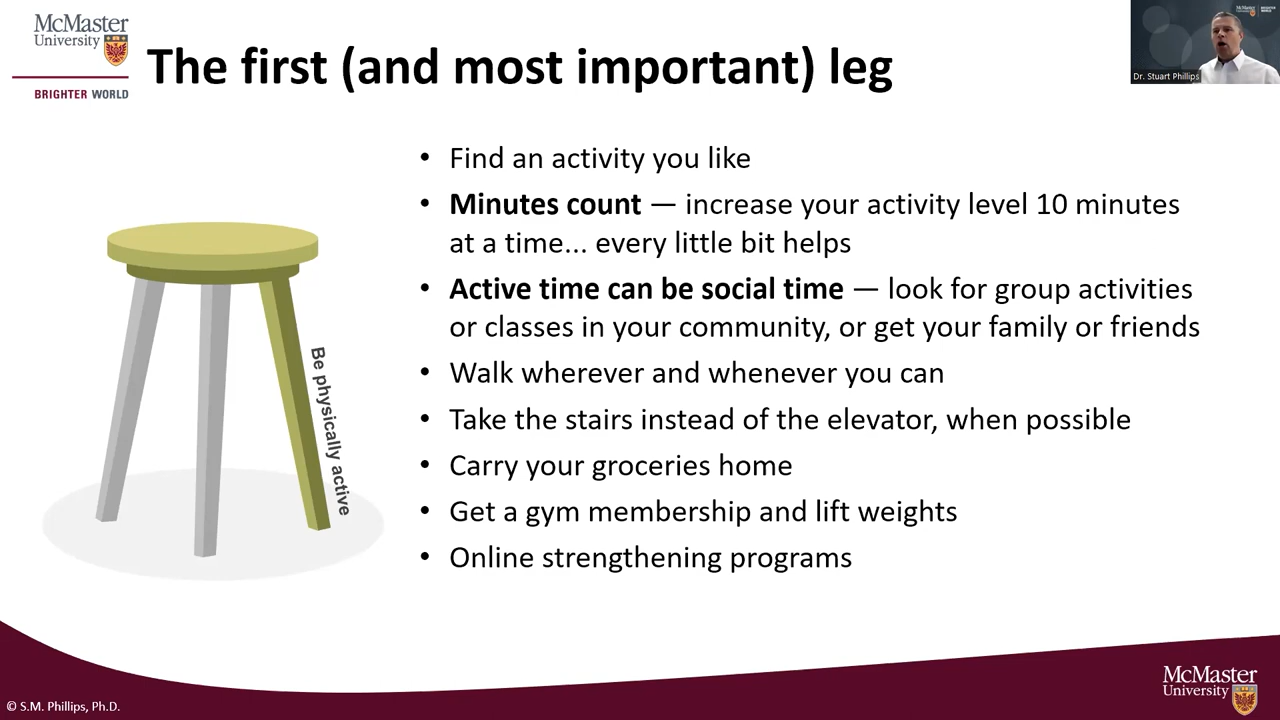 McMaster
University
BRIGHTER WORLD
The first (and most important) leg
Dr. Stuart Phillips
• Find an activity you like
• Minutes count — increase your activity level 10 minutes
at a time... every little bit helps
• Active time can be social time — look for group activities
or classes in your community, or get your family or friends
• Walk wherever and whenever you can
• Take the stairs instead of the elevator, when possible
• Carry your groceries home
• Get a gym membership and lift weights
• Online strengthening programs
Be physically active
© S.M. Phillips, Ph.D.
McMaster
University